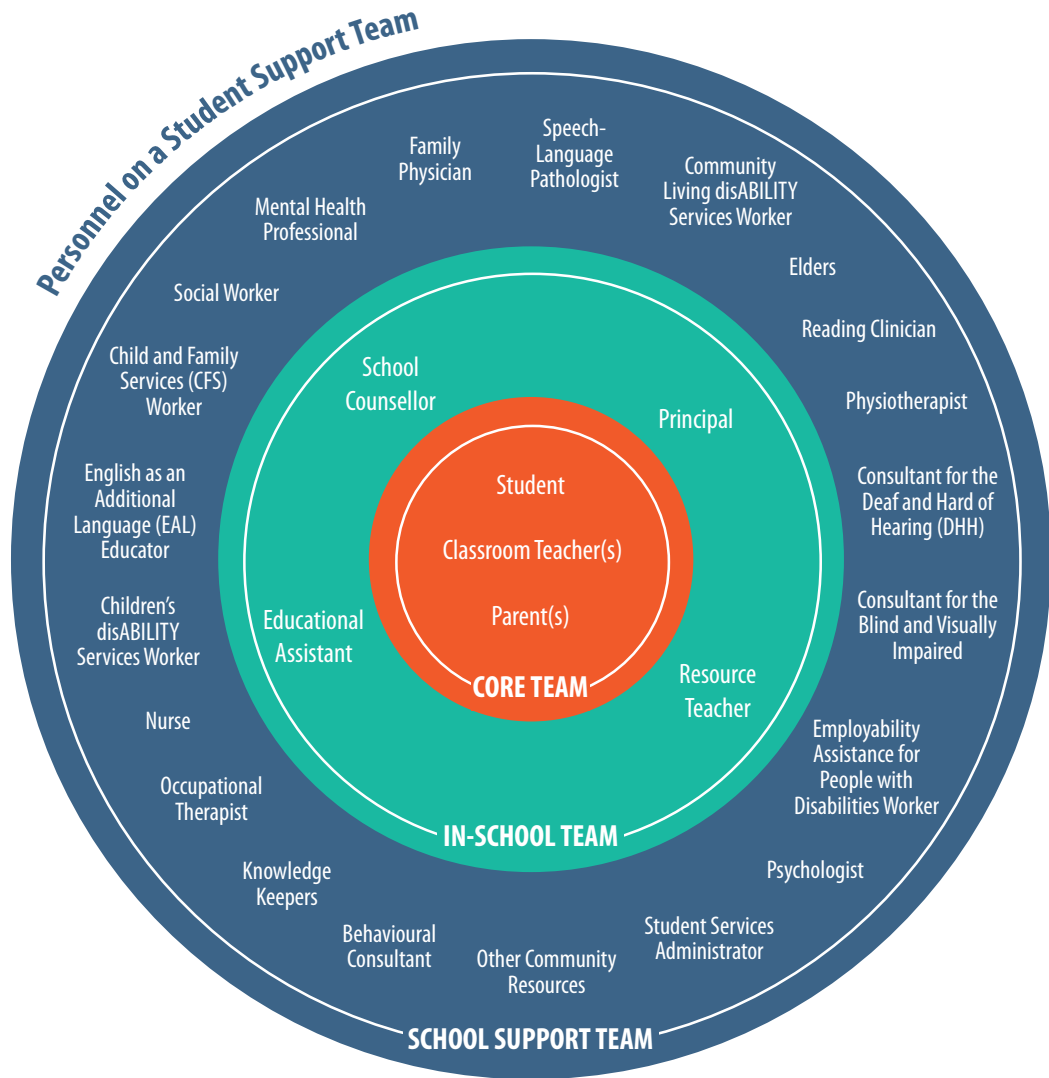 Personnel on a Student Support Team
Speech-
Language
Pathologist
Family
Physician
Community
Living disABILITY
Services Worker
Mental Health
Professional
Elders
Social Worker
Reading Clinician
Child and Family
Services (CFS)
Worker
Physiotherapist
English as an
Additional
Language (EAL)
Educator
Consultant for the
Deaf and Hard of
Hearing (DHH)
Children's
disABILITY
Services Worker
Consultant for the
Blind and Visually
Impaired
Nurse
Employability
Assistance for
People with
Disabilities Worker
Occupational
Therapist
Psychologist
Knowledge
Keepers
Behavioural
Consultant
Other Community
Resources
Student Services
Administrator
SCHOOL SUPPORT TEAM
School
Counsellor
Principal
Educational
Assistant
Resource
Teacher
IN-SCHOOL TEAM
Student
Classroom Teacher(s)
Parent(s)
CORE TEAM